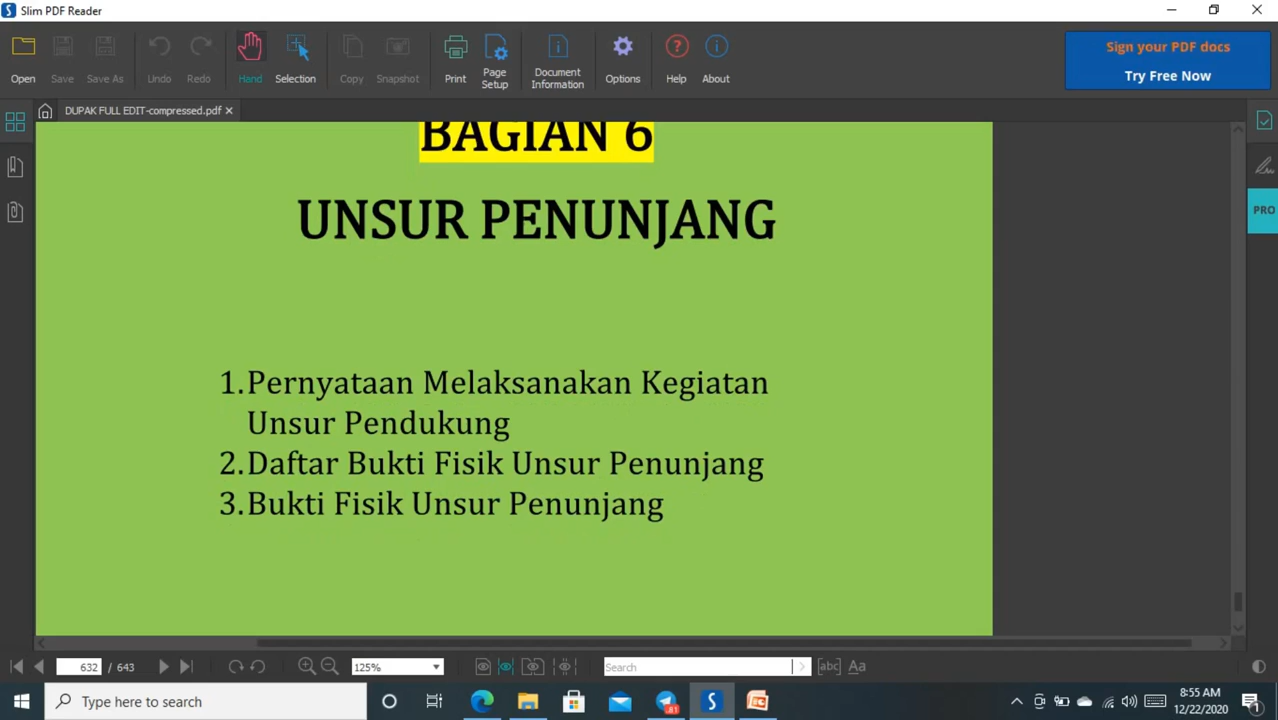 Slim PDF Reader
Open Save Save As Undo Redo Hand Selection Copy Snapshot Print Page Setup Document Information Options Help About
Sign your PDF docs
Try Free Now
DUPAK FULL EDIT-compressed.pdf
PRO
BAGIAN 6
UNSUR PENUNJANG
1. Pernyataan Melaksanakan Kegiatan
Unsur Pendukung
2. Daftar Bukti Fisik Unsur Penunjang
3. Bukti Fisik Unsur Penunjang
632 / 643 125% Search [abc] Aa
Type here to search
81
8:55 AM
12/22/2020
1